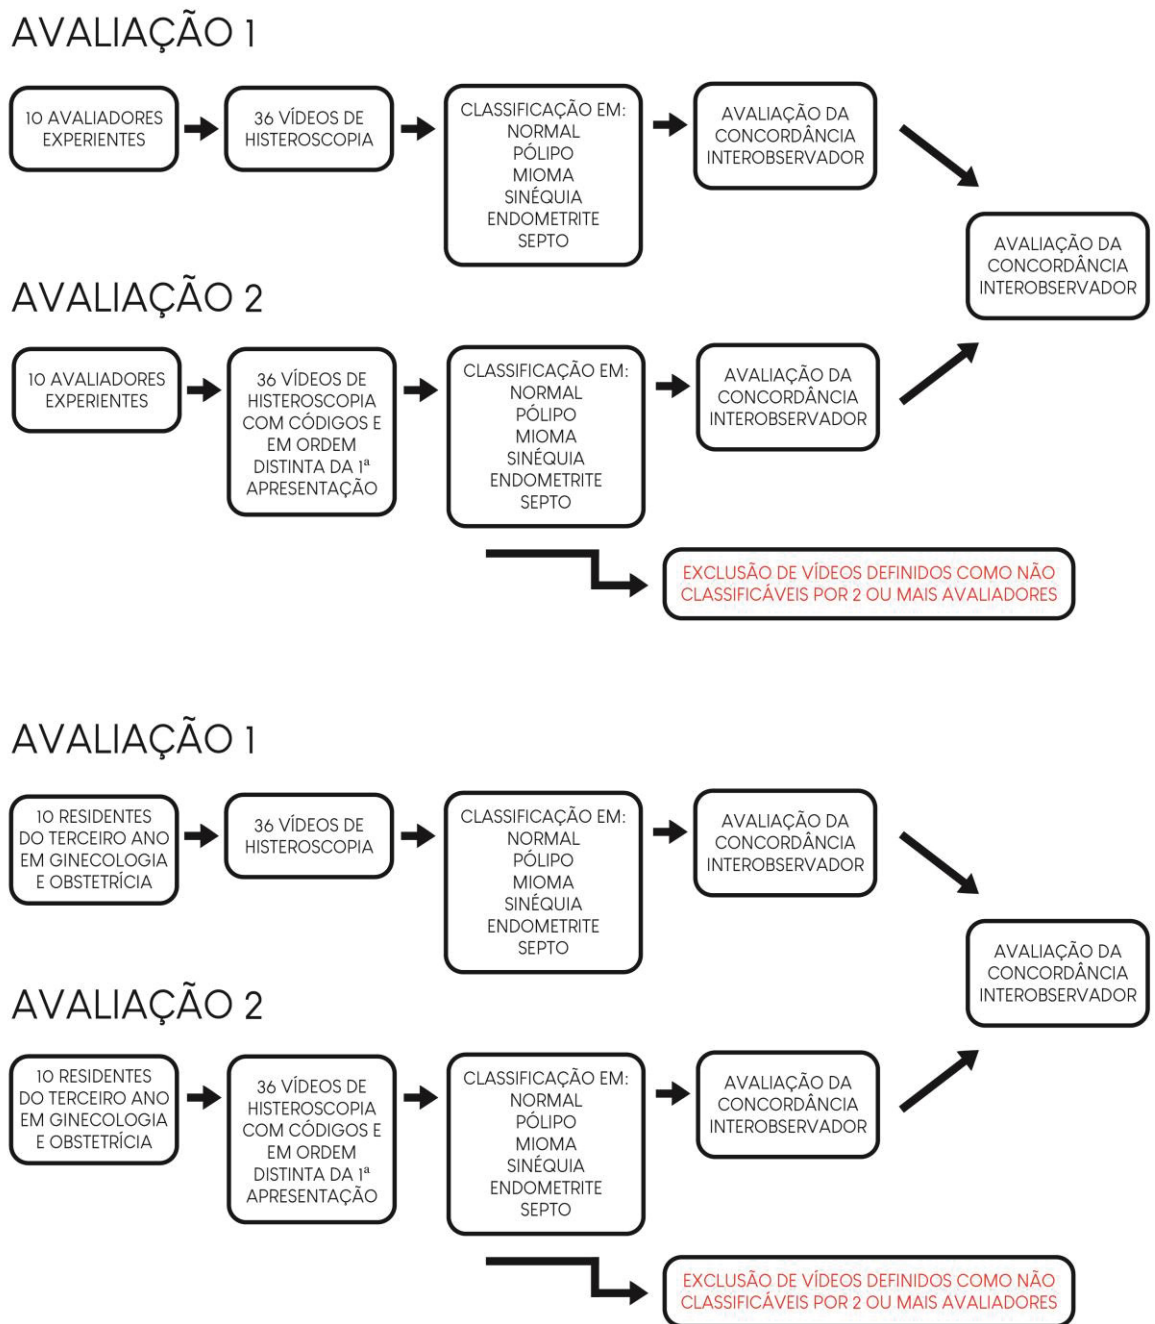 AVALIAÇÃO 1
10 AVALIADORES
EXPERIENTES
36 VÍDEOS DE
HISTEROSCOPIA
CLASSIFICAÇÃO EM:
NORMAL
PÓLIPO
MIOMA
SINÉQUIA
ENDOMETRITE
SEPTO
AVALIAÇÃO DA
CONCORDÂNCIA
INTEROBSERVADOR
AVALIAÇÃO DA
CONCORDÂNCIA
INTEROBSERVADOR
AVALIAÇÃO 2
10 AVALIADORES
EXPERIENTES
36 VÍDEOS DE
HISTEROSCOPIA
COM CÓDIGOS E
EM ORDEM
DISTINTA DA 1ª
APRESENTAÇÃO
CLASSIFICAÇÃO EM:
NORMAL
PÓLIPO
MIOMA
SINÉQUIA
ENDOMETRITE
SEPTO
AVALIAÇÃO DA
CONCORDÂNCIA
INTEROBSERVADOR
EXCLUSÃO DE VÍDEOS DEFINIDOS COMO NÃO
CLASSIFICÁVEIS POR 2 OU MAIS AVALIADORES
AVALIAÇÃO 1
10 RESIDENTES
DO TERCEIRO ANO
EM GINECOLOGIA
E OBSTETRÍCIA
36 VÍDEOS DE
HISTEROSCOPIA
CLASSIFICAÇÃO EM:
NORMAL
PÓLIPO
MIOMA
SINÉQUIA
ENDOMETRITE
SEPTO
AVALIAÇÃO DA
CONCORDÂNCIA
INTEROBSERVADOR
AVALIAÇÃO DA
CONCORDÂNCIA
INTEROBSERVADOR
AVALIAÇÃO 2
10 RESIDENTES
DO TERCEIRO ANO
EM GINECOLOGIA
E OBSTETRÍCIA
36 VÍDEOS DE
HISTEROSCOPIA
COM CÓDIGOS E
EM ORDEM
DISTINTA DA 1ª
APRESENTAÇÃO
CLASSIFICAÇÃO EM:
NORMAL
PÓLIPO
MIOMA
SINÉQUIA
ENDOMETRITE
SEPTO
AVALIAÇÃO DA
CONCORDÂNCIA
INTEROBSERVADOR
EXCLUSÃO DE VÍDEOS DEFINIDOS COMO NÃO
CLASSIFICÁVEIS POR 2 OU MAIS AVALIADORES